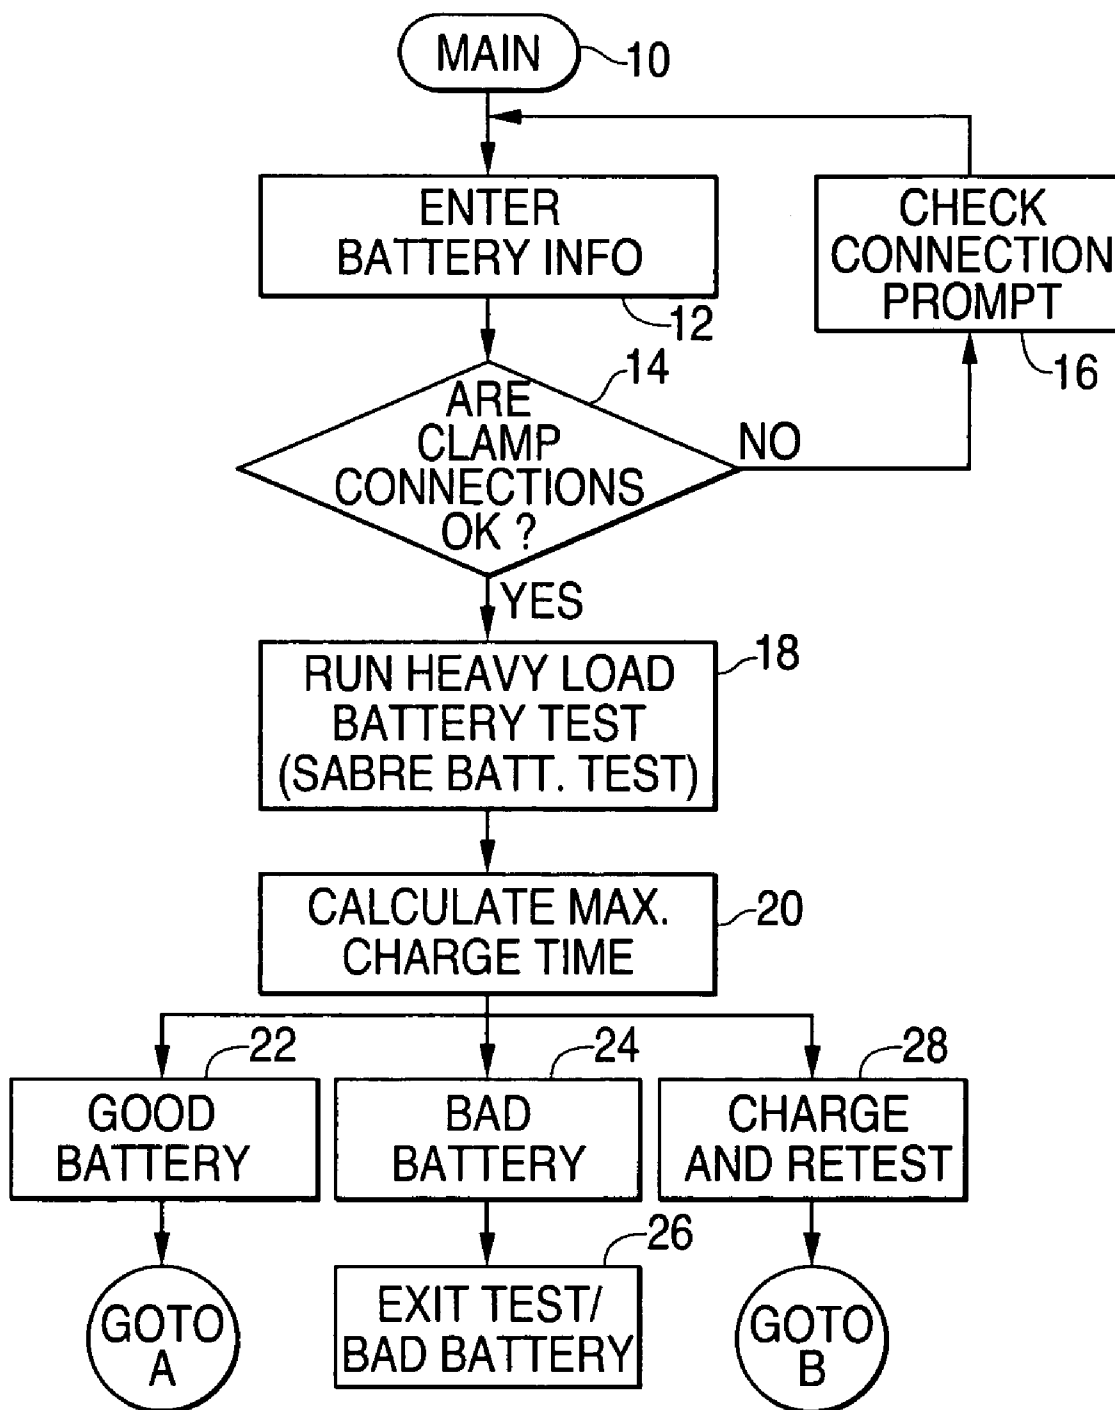 MAIN
10
ENTER
BATTERY INFO
12
CHECK
CONNECTION
PROMPT
16
14
ARE
CLAMP
CONNECTIONS
OK ?
NO
YES
RUN HEAVY LOAD
BATTERY TEST
(SABRE BATT. TEST)
18
CALCULATE MAX.
CHARGE TIME
20
22
GOOD
BATTERY
24
BAD
BATTERY
28
CHARGE
AND RETEST
GOTO
A
26
EXIT TEST/
BAD BATTERY
GOTO
B